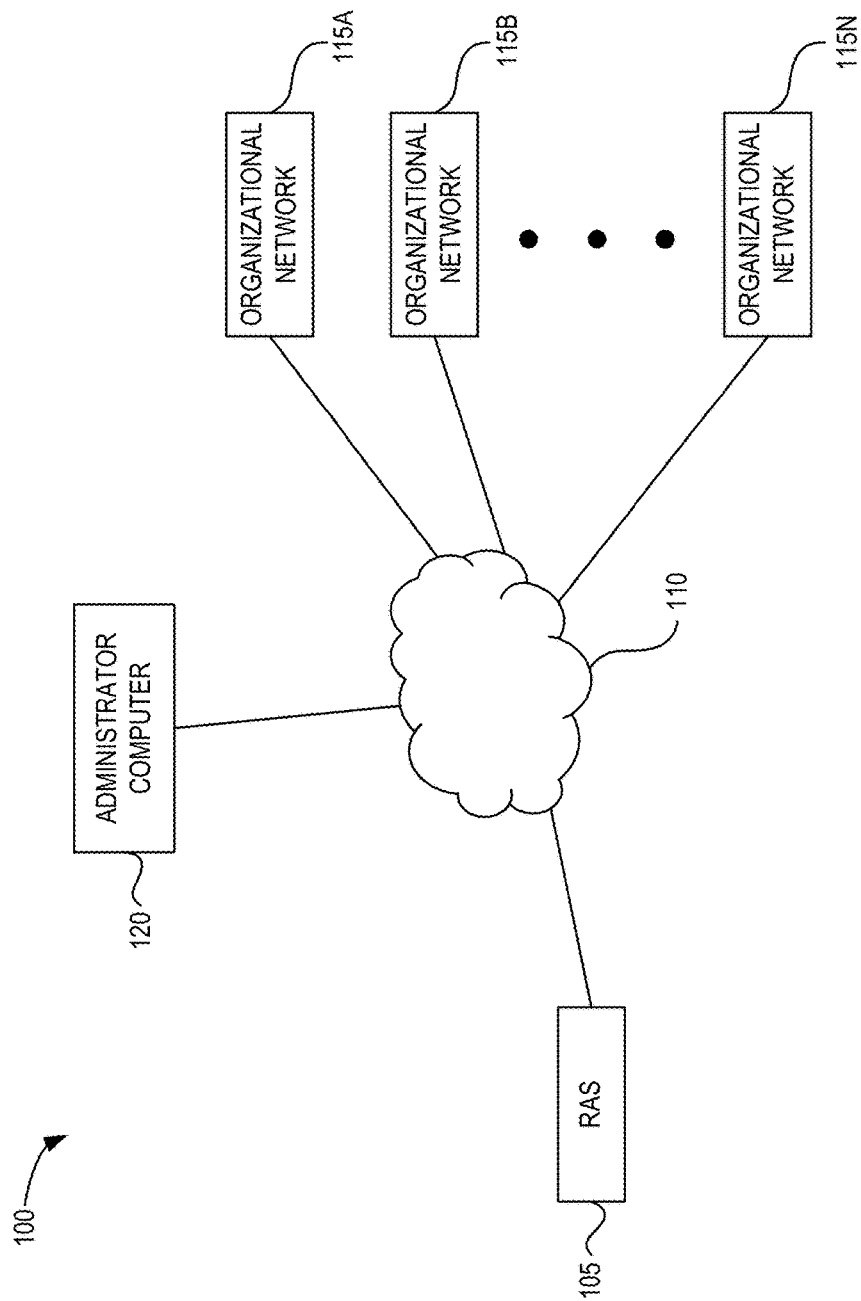 100
ADMINISTRATOR
COMPUTER
120
ORGANIZATIONAL
NETWORK
115A
ORGANIZATIONAL
NETWORK
115B
ORGANIZATIONAL
NETWORK
115N
110
RAS
105